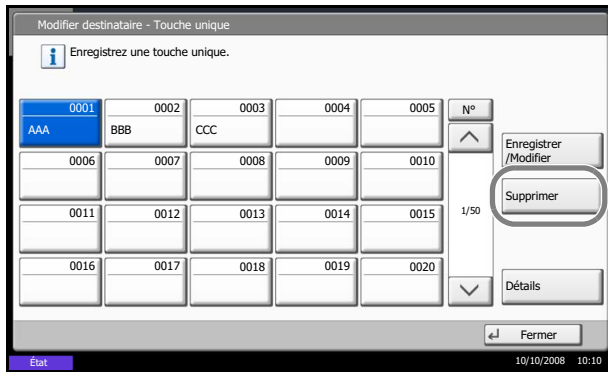 Modifier destinataire - Touche unique
Enregistrez une touche unique.
0001 0002 0003 0004 0005 N°
AAA BBB CCC
Enregistrer
/Modifier
0006 0007 0008 0009 0010
Supprimer
0011 0012 0013 0014 0015 1/50
0016 0017 0018 0019 0020
Détails
Fermer
État 10/10/2008 10:10